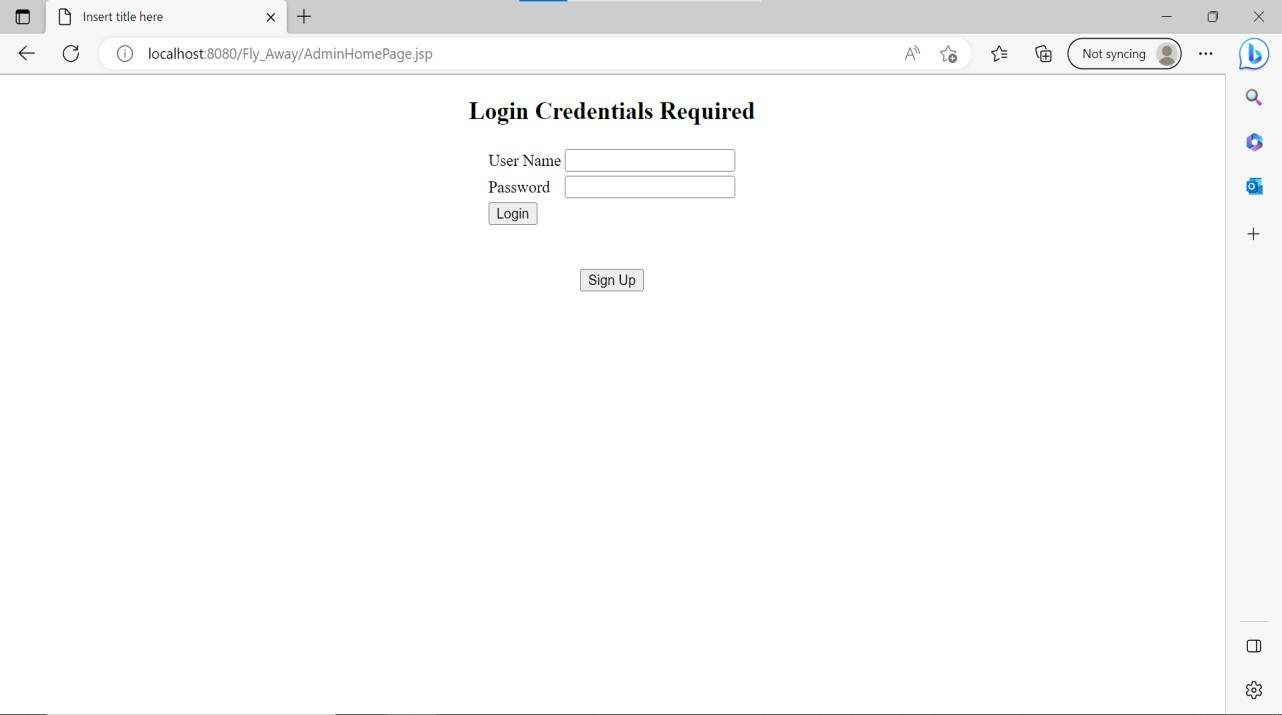 Insert title here
localhost:8080/Fly_Away/AdminHomePage.jsp
Not syncing
Login Credentials Required
User Name
Password
Login
Sign Up